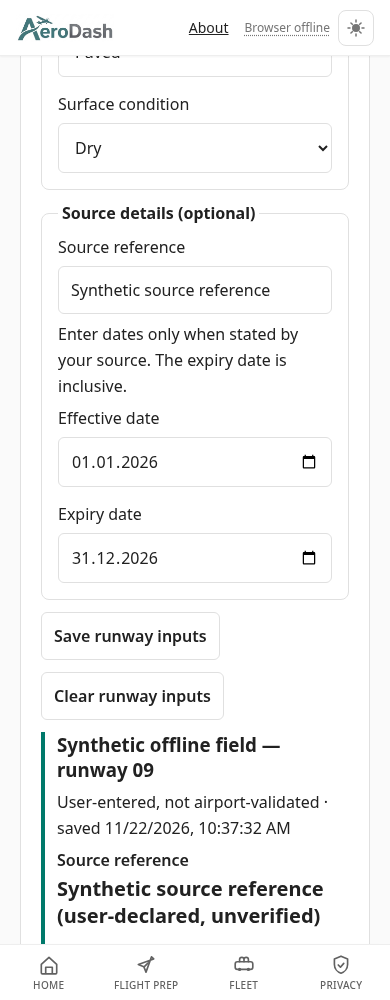 AeroDash
About
Browser offline
Paved
Surface condition
Dry
Source details (optional)
Source reference
Synthetic source reference
Enter dates only when stated by
your source. The expiry date is
inclusive.
Effective date
01.01.2026
Expiry date
31.12.2026
Save runway inputs
Clear runway inputs
Synthetic offline field —
runway 09
User-entered, not airport-validated ·
saved 11/22/2026, 10:37:32 AM
Source reference
Synthetic source reference
(user-declared, unverified)
HOME
FLIGHT PREP
FLEET
PRIVACY